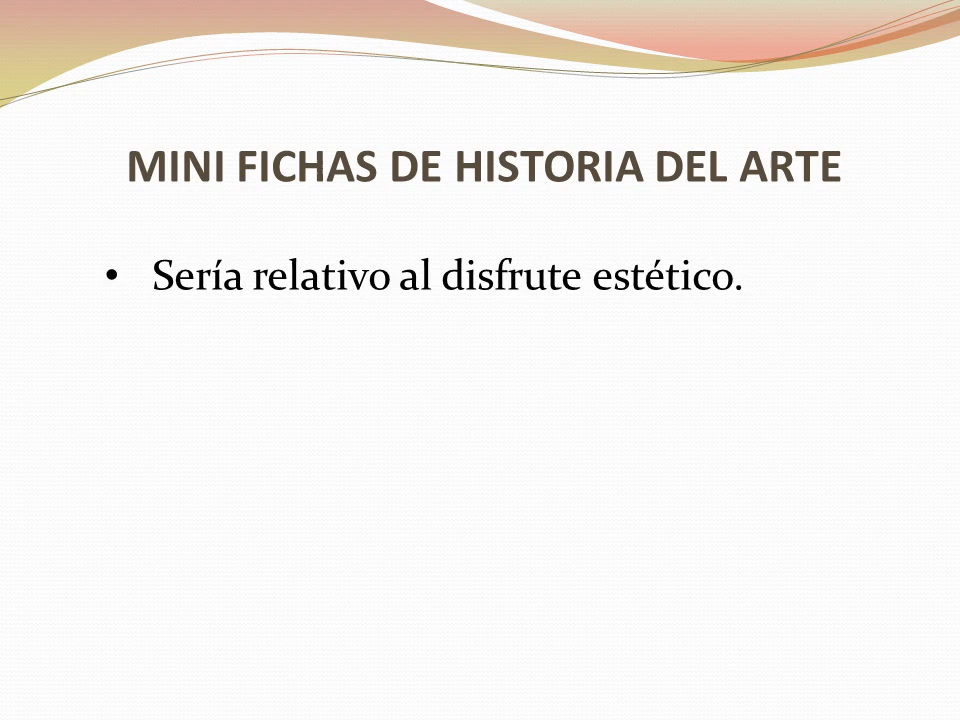 MINI FICHAS DE HISTORIA DEL ARTE
• Sería relativo al disfrute estético.